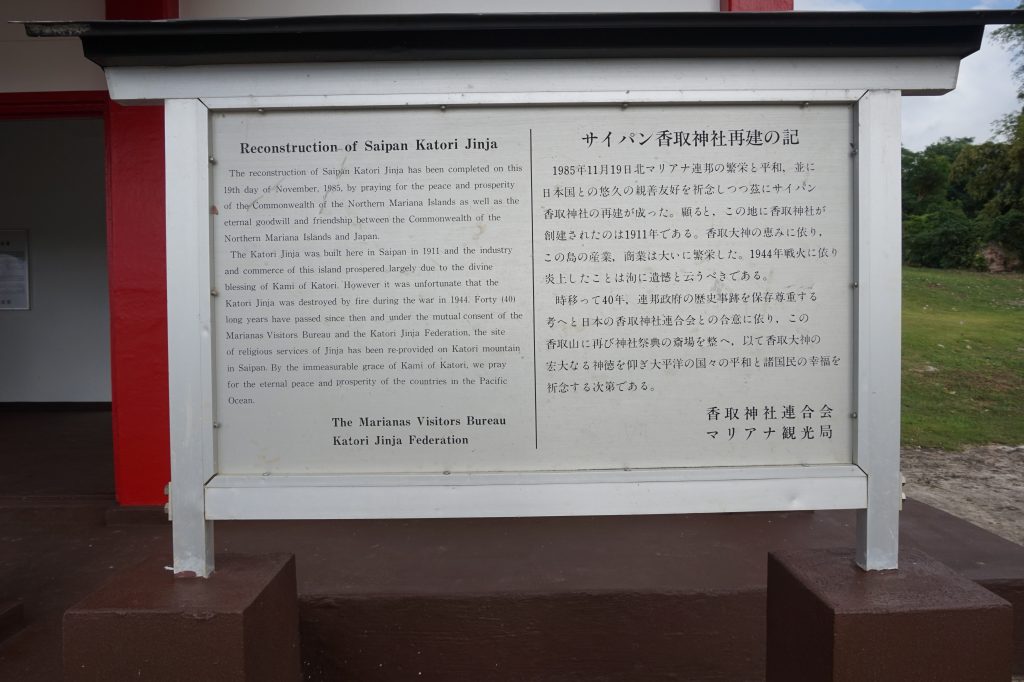 Reconstruction of Saipan Katori Jinja
The reconstruction of Saipan Katori Jinja has been completed on this
19th day of November, 1985, by praying for the peace and prosperity
of the Commonwealth of the Northern Mariana Islands as well as the
eternal goodwill and friendship between the Commonwealth of the
Northern Mariana Islands and Japan.
The Katori Jinja was built here in Saipan in 1911 and the industry
and commerce of this island prospered largely due to the divine
blessing of Kami of Katori. However it was unfortunate that the
Katori Jinja was destroyed by fire during the war in 1944. Forty (40)
long years have passed since then and under the mutual consent of the
Marianas Visitors Bureau and the Katori Jinja Federation, the site
of religious services of Jinja has been re-provided on Katori mountain
in Saipan. By the immeasurable grace of Kami of Katori, we pray
for the eternal peace and prosperity of the countries in the Pacific
Ocean.
The Marianas Visitors Bureau
Katori Jinja Federation
サイパン香取神社再建の記
1985年11月19日北マリアナ連邦の繁栄と平和，並に
日本国との悠久の親善友好を祈念しつつ茲にサイパン
香取神社の再建が成った。顧ると，この地に香取神社が
創建されたのは1911年である。香取大神の恵みに依り，
この島の産業，商業は大いに繁栄した。1944年戦火に依り
炎上したことは洵に遺憾と云うべきである。
時移って40年，連邦政府の歴史事跡を保存尊重する
考へと日本の香取神社連合会との合意に依り，この
香取山に再び神社祭典の斎場を整へ，以て香取大神の
宏大なる神徳を仰ぎ太平洋の国々の平和と諸国民の幸福を
祈念する次第である。
香取神社連合会
マリアナ観光局